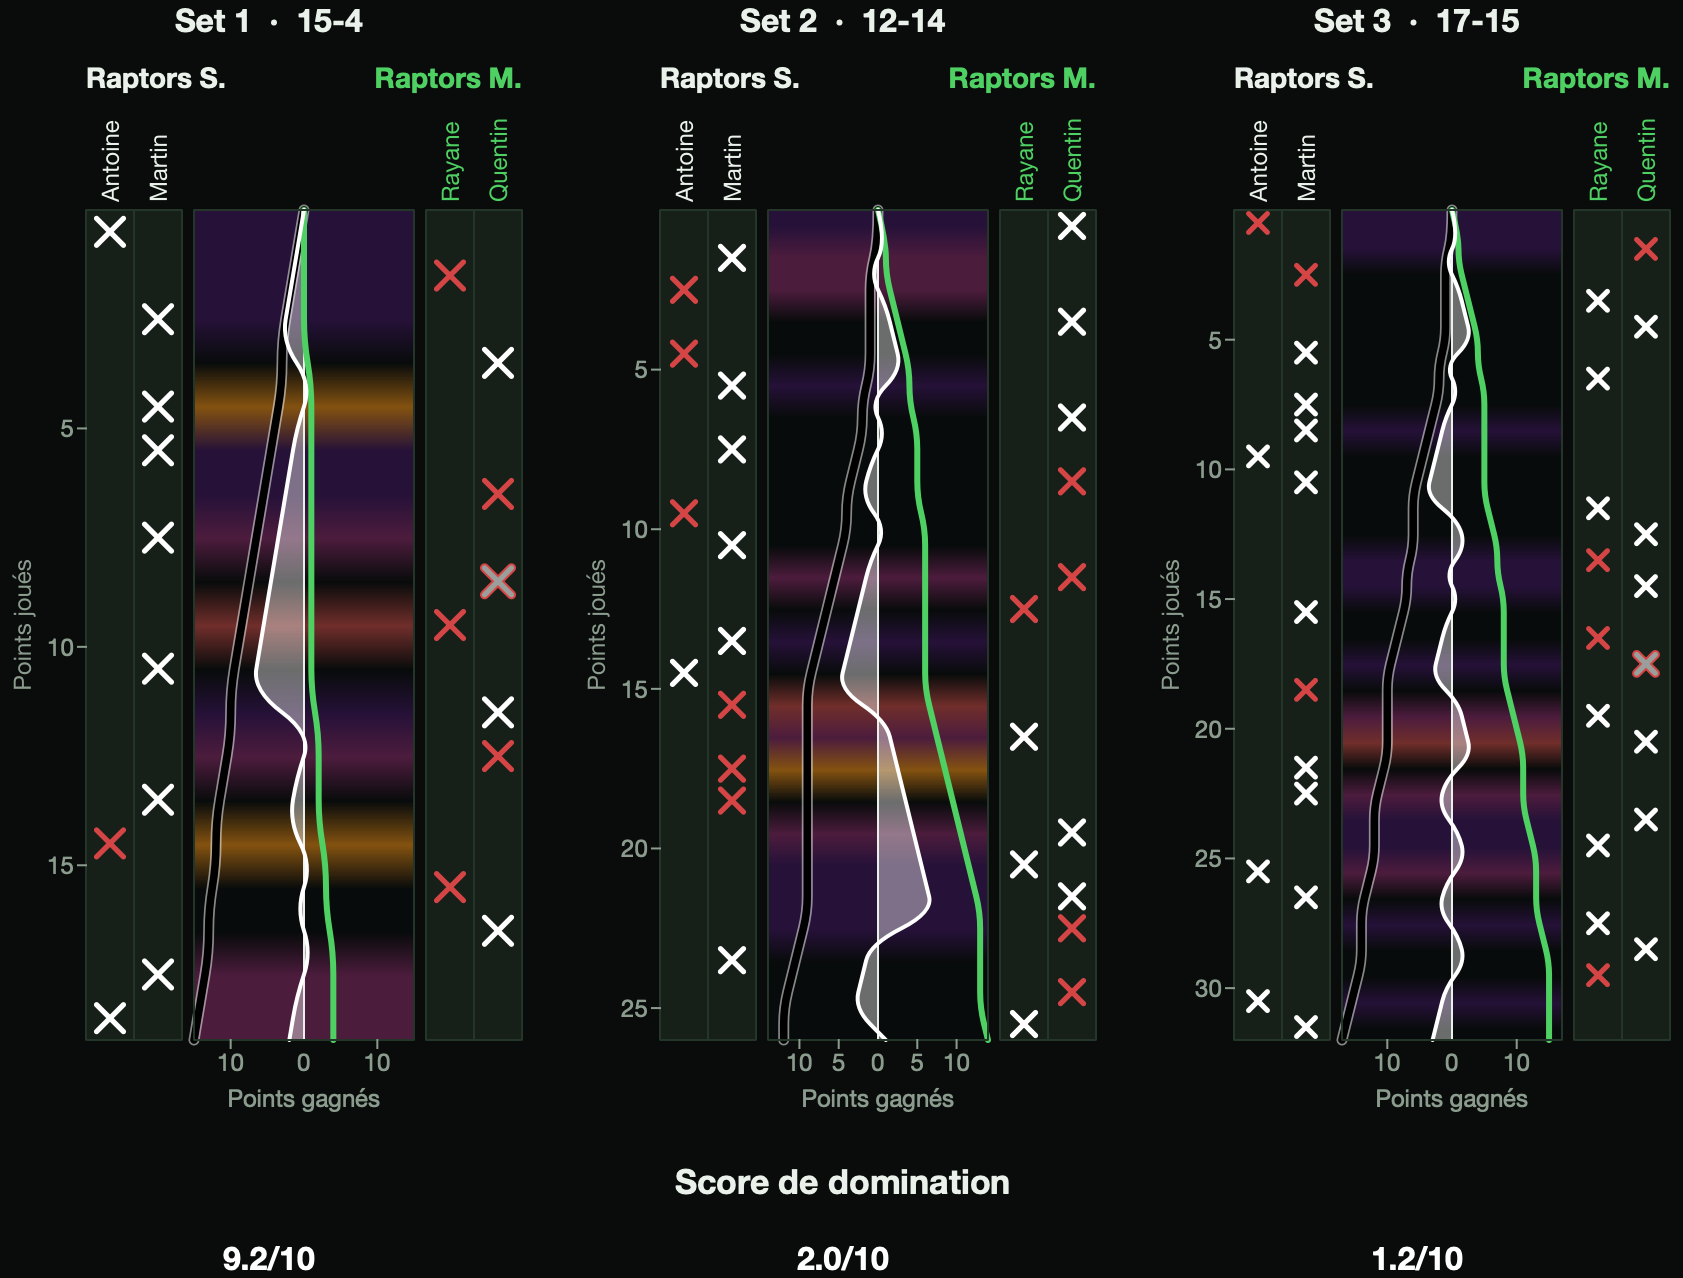 Set 1 · 15-4
Raptors S. Raptors M.
Antoine Martin Rayane Quentin
Points joués
5
10
15
10 0 10
Points gagnés
Set 2 · 12-14
Raptors S. Raptors M.
Antoine Martin Rayane Quentin
Points joués
5
10
15
20
25
10 5 0 5 10
Points gagnés
Set 3 · 17-15
Raptors S. Raptors M.
Antoine Martin Rayane Quentin
Points joués
5
10
15
20
25
30
10 0 10
Points gagnés
Score de domination
9.2/10 2.0/10 1.2/10